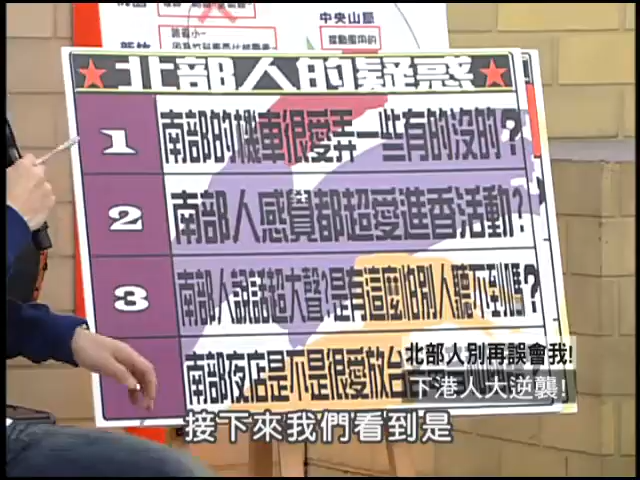 中央山脈
北部人的疑惑
1 南部的機車很愛弄一些有的沒的?
2 南部人感覺都超愛進香活動?
3 南部人說話超大聲?是有這麼怕別人聽不到嗎?
南部夜店是不是很愛放台
北部人別再誤會我!
下港人大逆襲!
接下來我們看到是